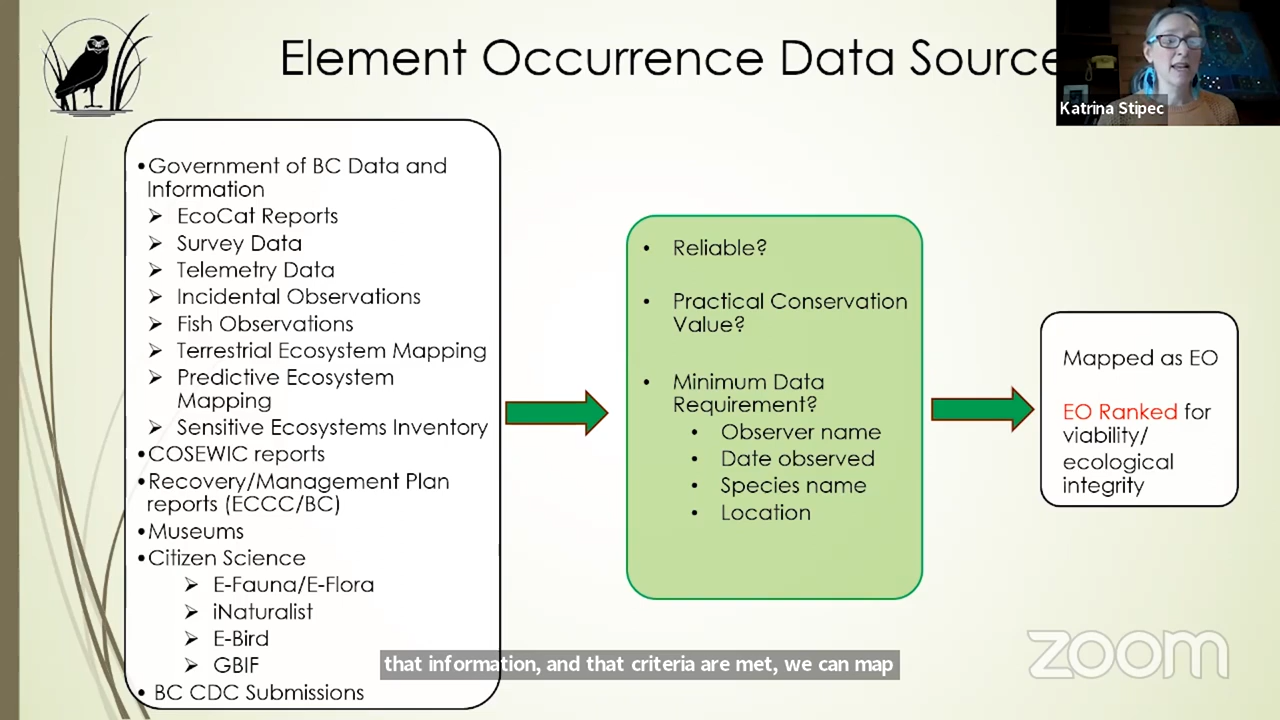 Element Occurrence Data Source
Katrina Stipec
•Government of BC Data and
Information
➢ EcoCat Reports
➢ Survey Data
➢ Telemetry Data
➢ Incidental Observations
➢ Fish Observations
➢ Terrestrial Ecosystem Mapping
➢ Predictive Ecosystem
Mapping
➢ Sensitive Ecosystems Inventory
•COSEWIC reports
•Recovery/Management Plan
reports (ECCC/BC)
•Museums
•Citizen Science
➢ E-Fauna/E-Flora
➢ iNaturalist
➢ E-Bird
➢ GBIF
• BC CDC Submissions
• Reliable?
• Practical Conservation
Value?
• Minimum Data
Requirement?
• Observer name
• Date observed
• Species name
• Location
Mapped as EO
EO Ranked for
viability/
ecological
integrity
that information, and that criteria are met, we can map
zoom